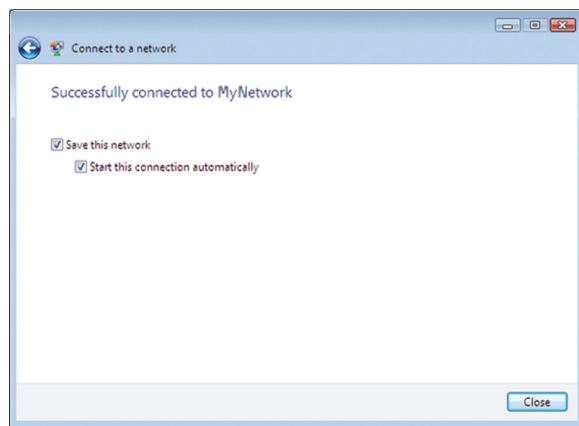 Connect to a network
Successfully connected to MyNetwork
Save this network
Start this connection automatically
Close